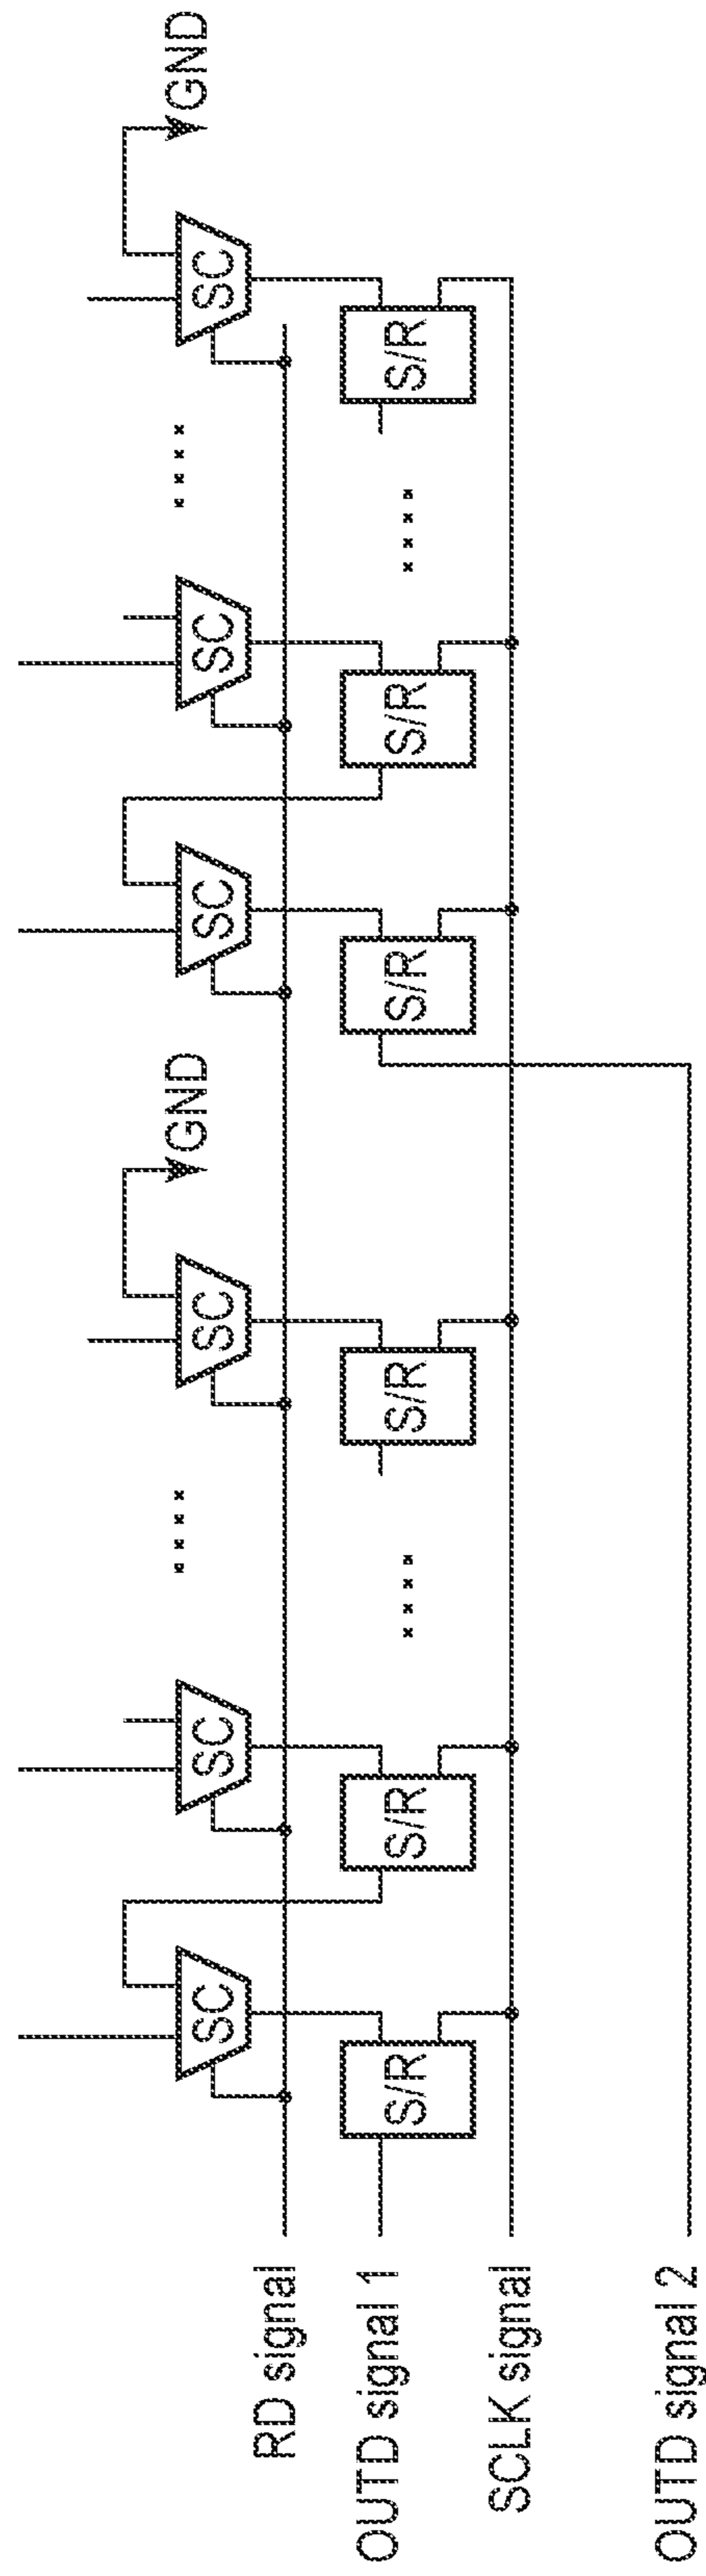 GND
GND
SC
SC
SC
SC
SC
SC
RD signal
S/R
S/R
S/R
S/R
S/R
S/R
OUTD signal 1
SCLK signal
OUTD signal 2